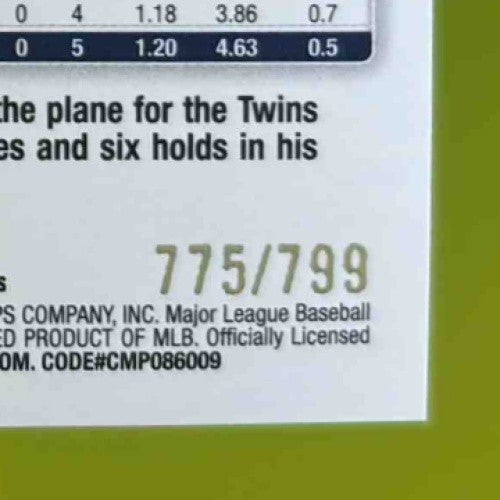 0 4 1.18 3.86 0.7
0 5 1.20 4.63 0.5
the plane for the Twins
es and six holds in his
s 775/799
PS COMPANY, INC. Major League Baseball
ED PRODUCT OF MLB. Officially Licensed
OM. CODE#CMP086009